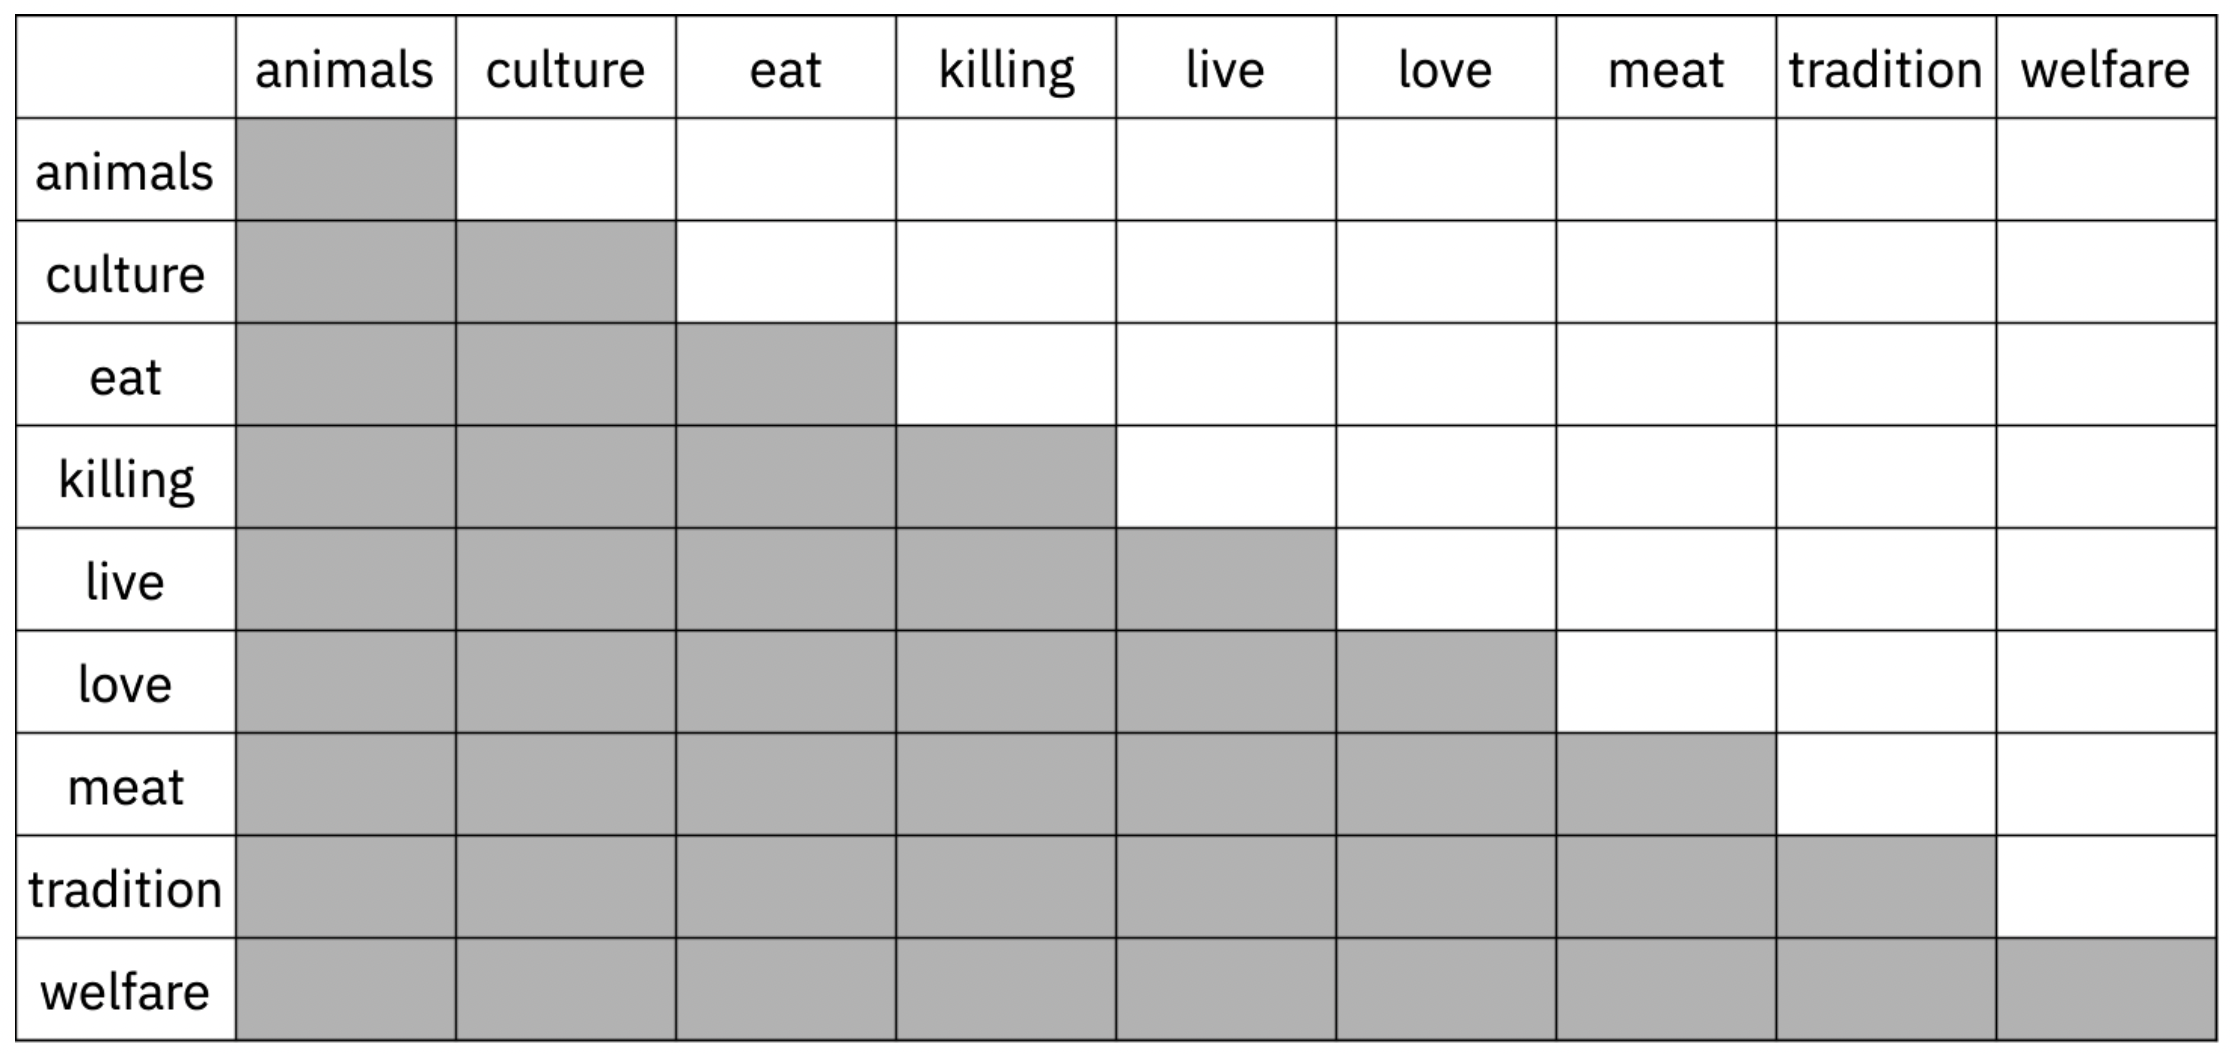 animals culture eat killing live love meat tradition welfare
animals
culture
eat
killing
live
love
meat
tradition
welfare